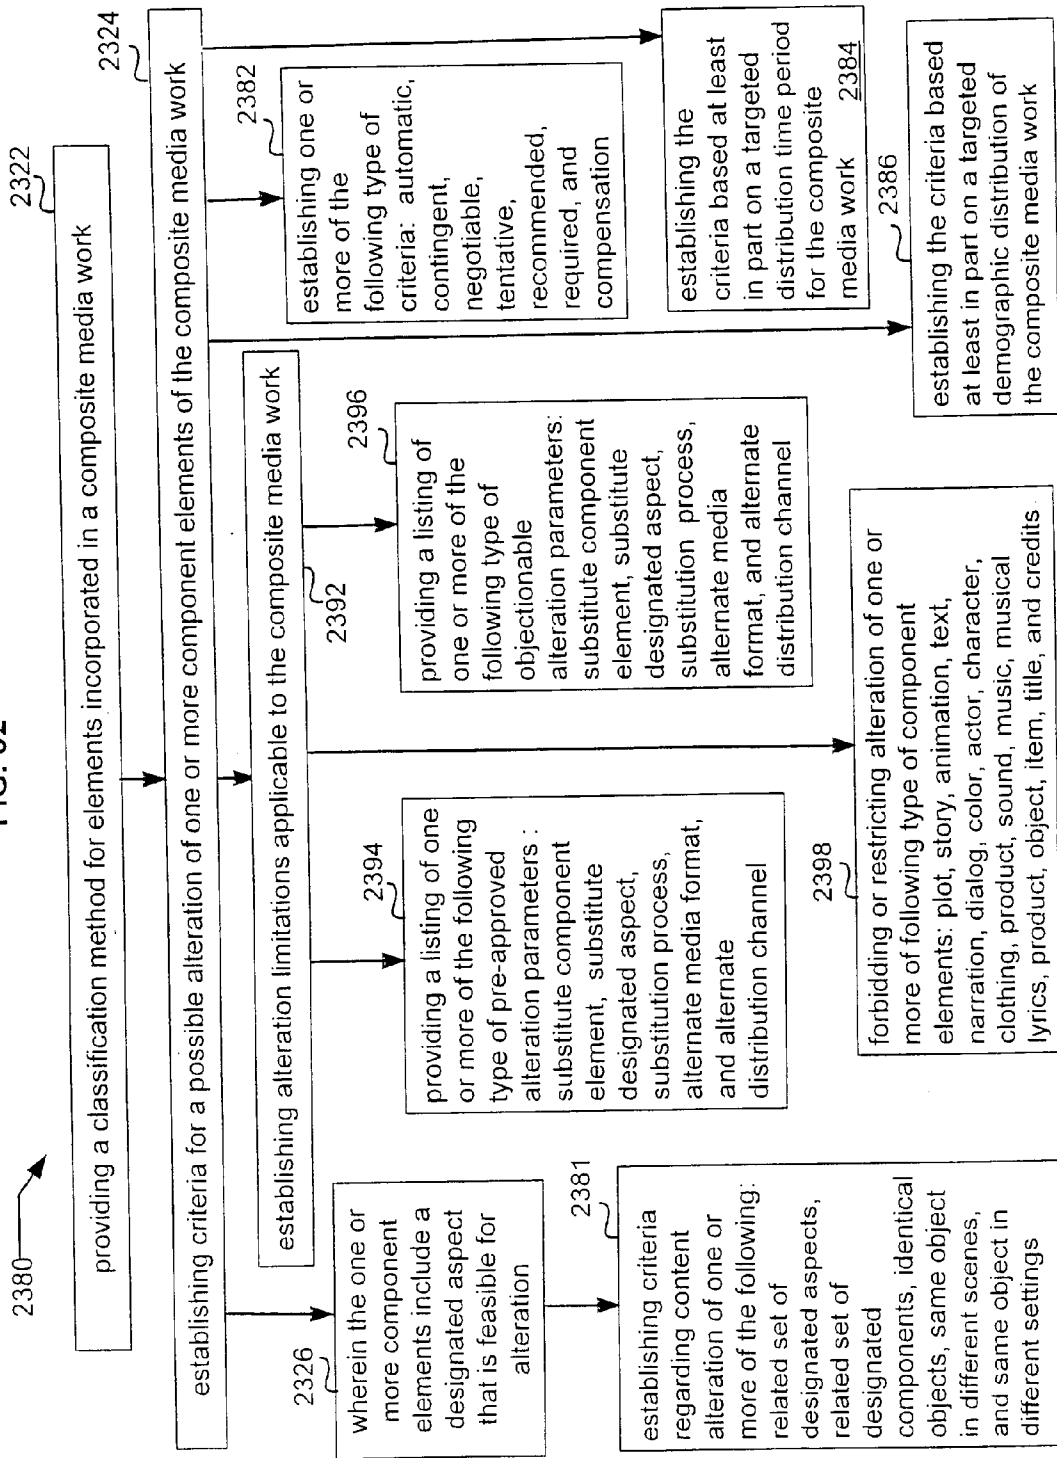 2380
2322
providing a classification method for elements incorporated in a composite media work
2324
establishing criteria for a possible alteration of one or more component elements of the composite media work
establishing alteration limitations applicable to the composite media work
2392
2326
wherein the one or
more component
elements include a
designated aspect
that is feasible for
alteration
2381
establishing criteria
regarding content
alteration of one or
more of the following:
related set of
designated aspects,
related set of
designated
components, identical
objects, same object
in different scenes,
and same object in
different settings
2394
providing a listing of one
or more of the following
type of pre-approved
alteration parameters :
substitute component
element, substitute
designated aspect,
substitution process,
alternate media format,
and alternate
distribution channel
2396
providing a listing of
one or more of the
following type of
objectionable
alteration parameters:
substitute component
element, substitute
designated aspect,
substitution process,
alternate media
format, and alternate
distribution channel
2398
forbidding or restricting alteration of one or
more of following type of component
elements: plot, story, animation, text,
narration, dialog, color, actor, character,
clothing, product, sound, music, musical
lyrics, product, object, item, title, and credits
2382
establishing one or
more of the
following type of
criteria: automatic,
contingent,
negotiable,
tentative,
recommended,
required, and
compensation
establishing the
criteria based at least
in part on a targeted
distribution time period
for the composite
media work 2384
2386
establishing the criteria based
at least in part on a targeted
demographic distribution of
the composite media work